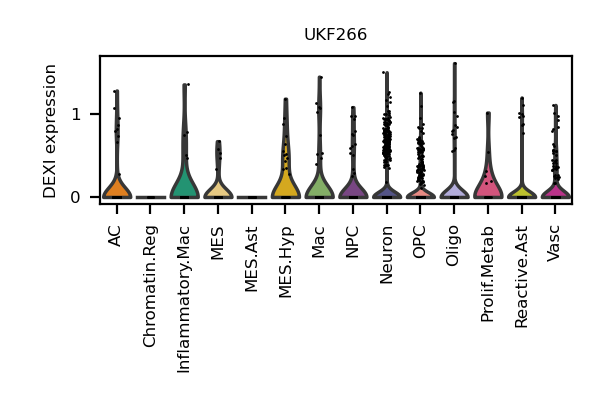 UKF266
DEXI expression
1
0
AC
Chromatin.Reg
Inflammatory.Mac
MES
MES.Ast
MES.Hyp
Mac
NPC
Neuron
OPC
Oligo
Prolif.Metab
Reactive.Ast
Vasc